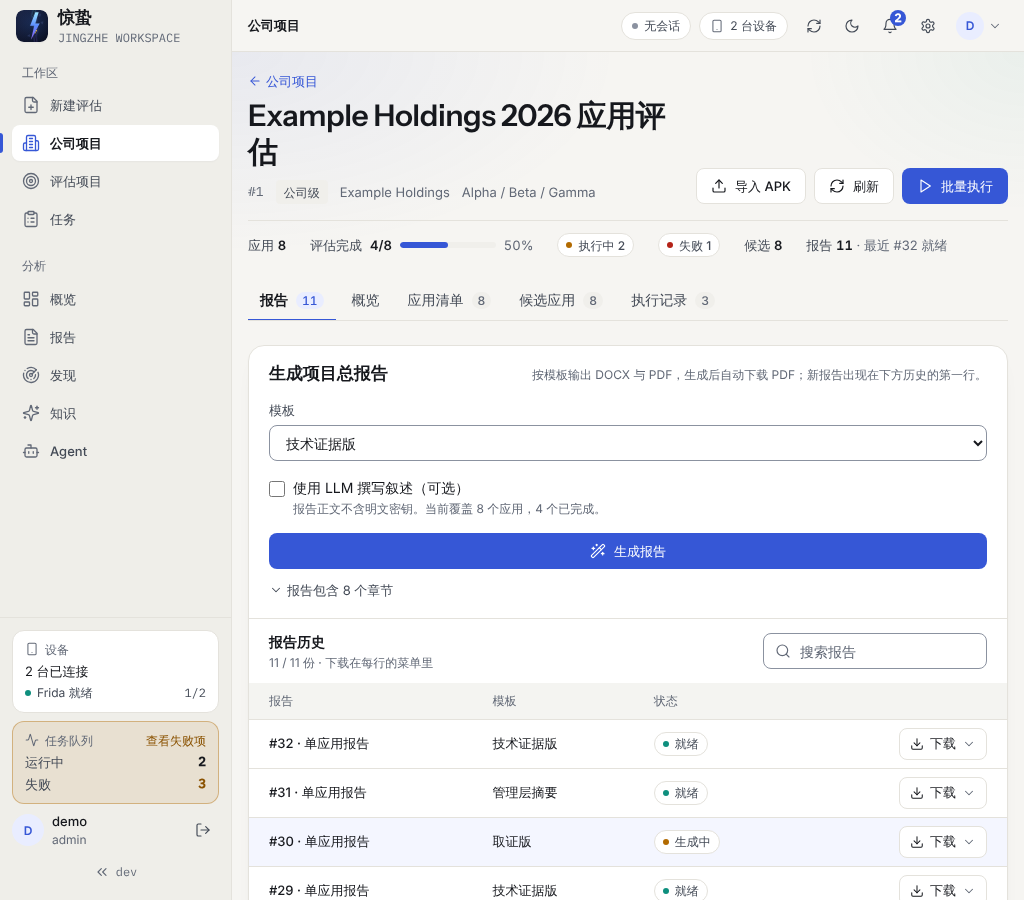 惊蛰
JINGZHE WORKSPACE
工作区
新建评估
公司项目
评估项目
任务
分析
概览
报告
发现
知识
Agent
设备
2 台已连接
Frida 就绪 1/2
任务队列 查看失败项
运行中 2
失败 3
D demo
admin
dev
公司项目
无会话
2 台设备
2
D
公司项目
Example Holdings 2026 应用评
估
#1 公司级 Example Holdings Alpha / Beta / Gamma
导入 APK
刷新
批量执行
应用 8 评估完成 4/8 50% 执行中 2 失败 1 候选 8 报告 11 · 最近 #32 就绪
报告 11 概览 应用清单 8 候选应用 8 执行记录 3
生成项目总报告
按模板输出 DOCX 与 PDF，生成后自动下载 PDF；新报告出现在下方历史的第一行。
模板
技术证据版
使用 LLM 撰写叙述（可选）
报告正文不含明文密钥。当前覆盖 8 个应用，4 个已完成。
生成报告
报告包含 8 个章节
报告历史
11 / 11 份 · 下载在每行的菜单里
搜索报告
报告 模板 状态
#32 · 单应用报告 技术证据版 就绪 下载
#31 · 单应用报告 管理层摘要 就绪 下载
#30 · 单应用报告 取证版 生成中 下载
#29 · 单应用报告 技术证据版 就绪 下载